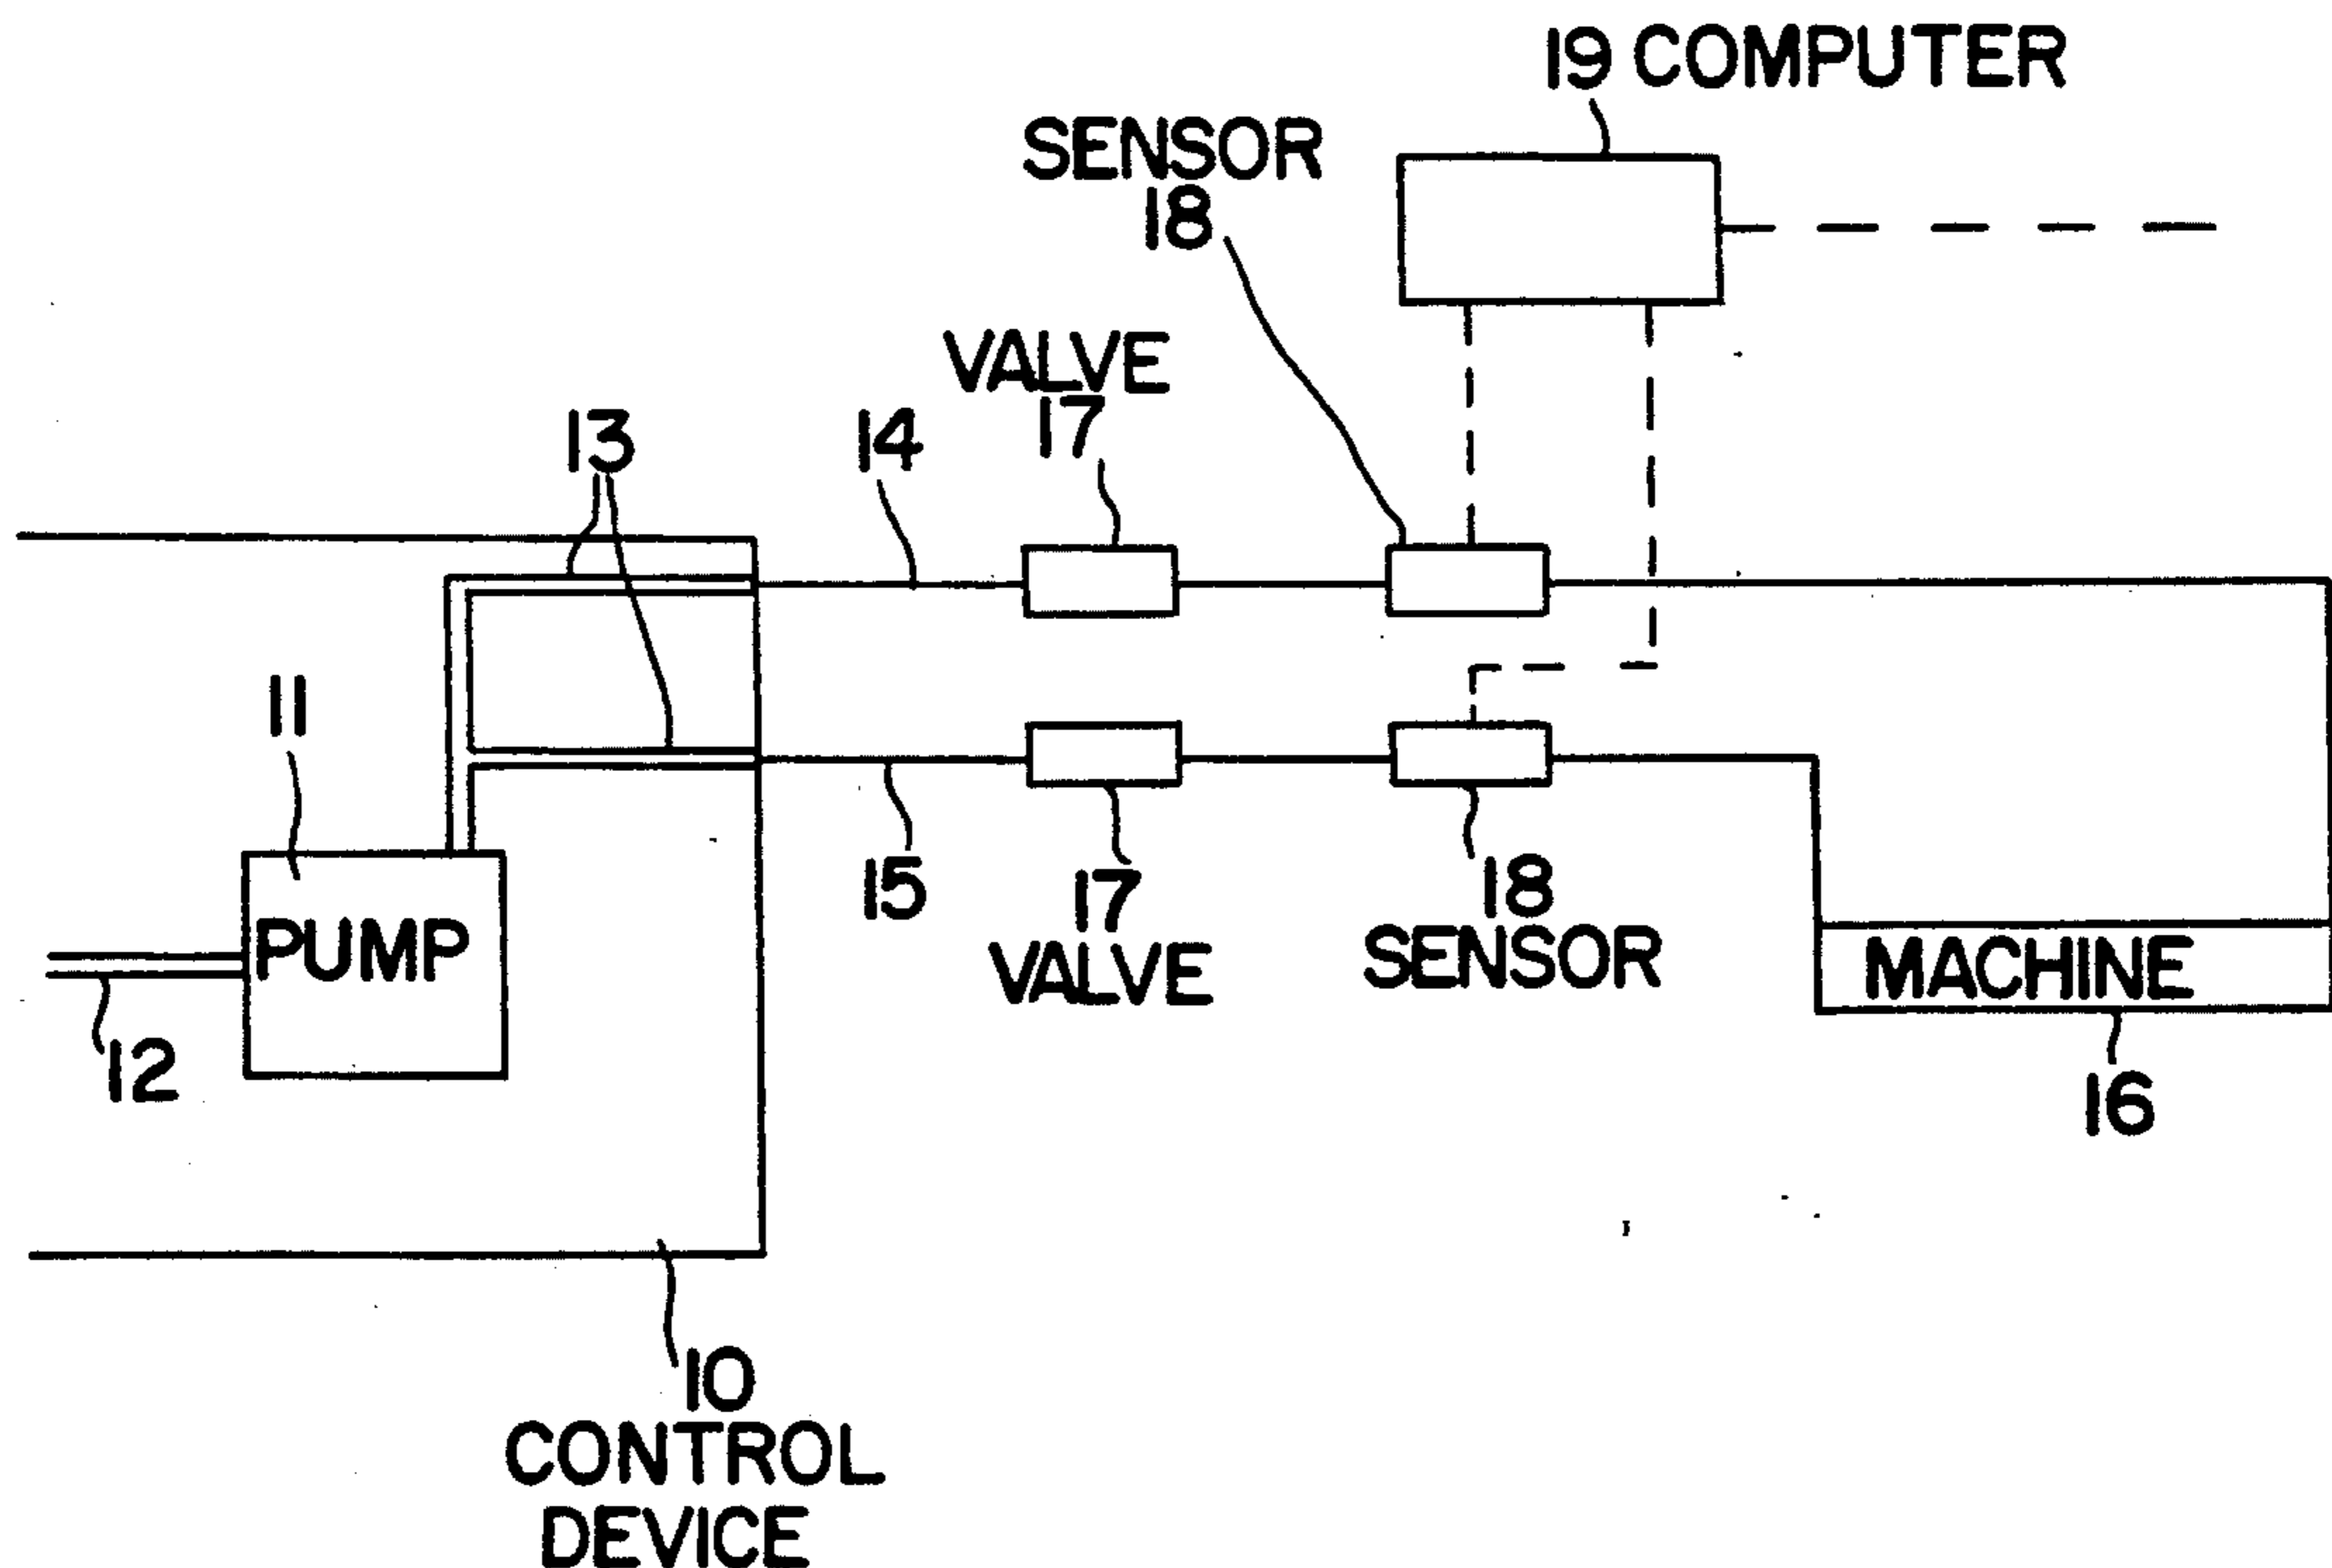 19 COMPUTER
SENSOR
18
VALVE
17
13
14
11
PUMP
12
15
17
VALVE
18
SENSOR
MACHINE
16
10
CONTROL
DEVICE